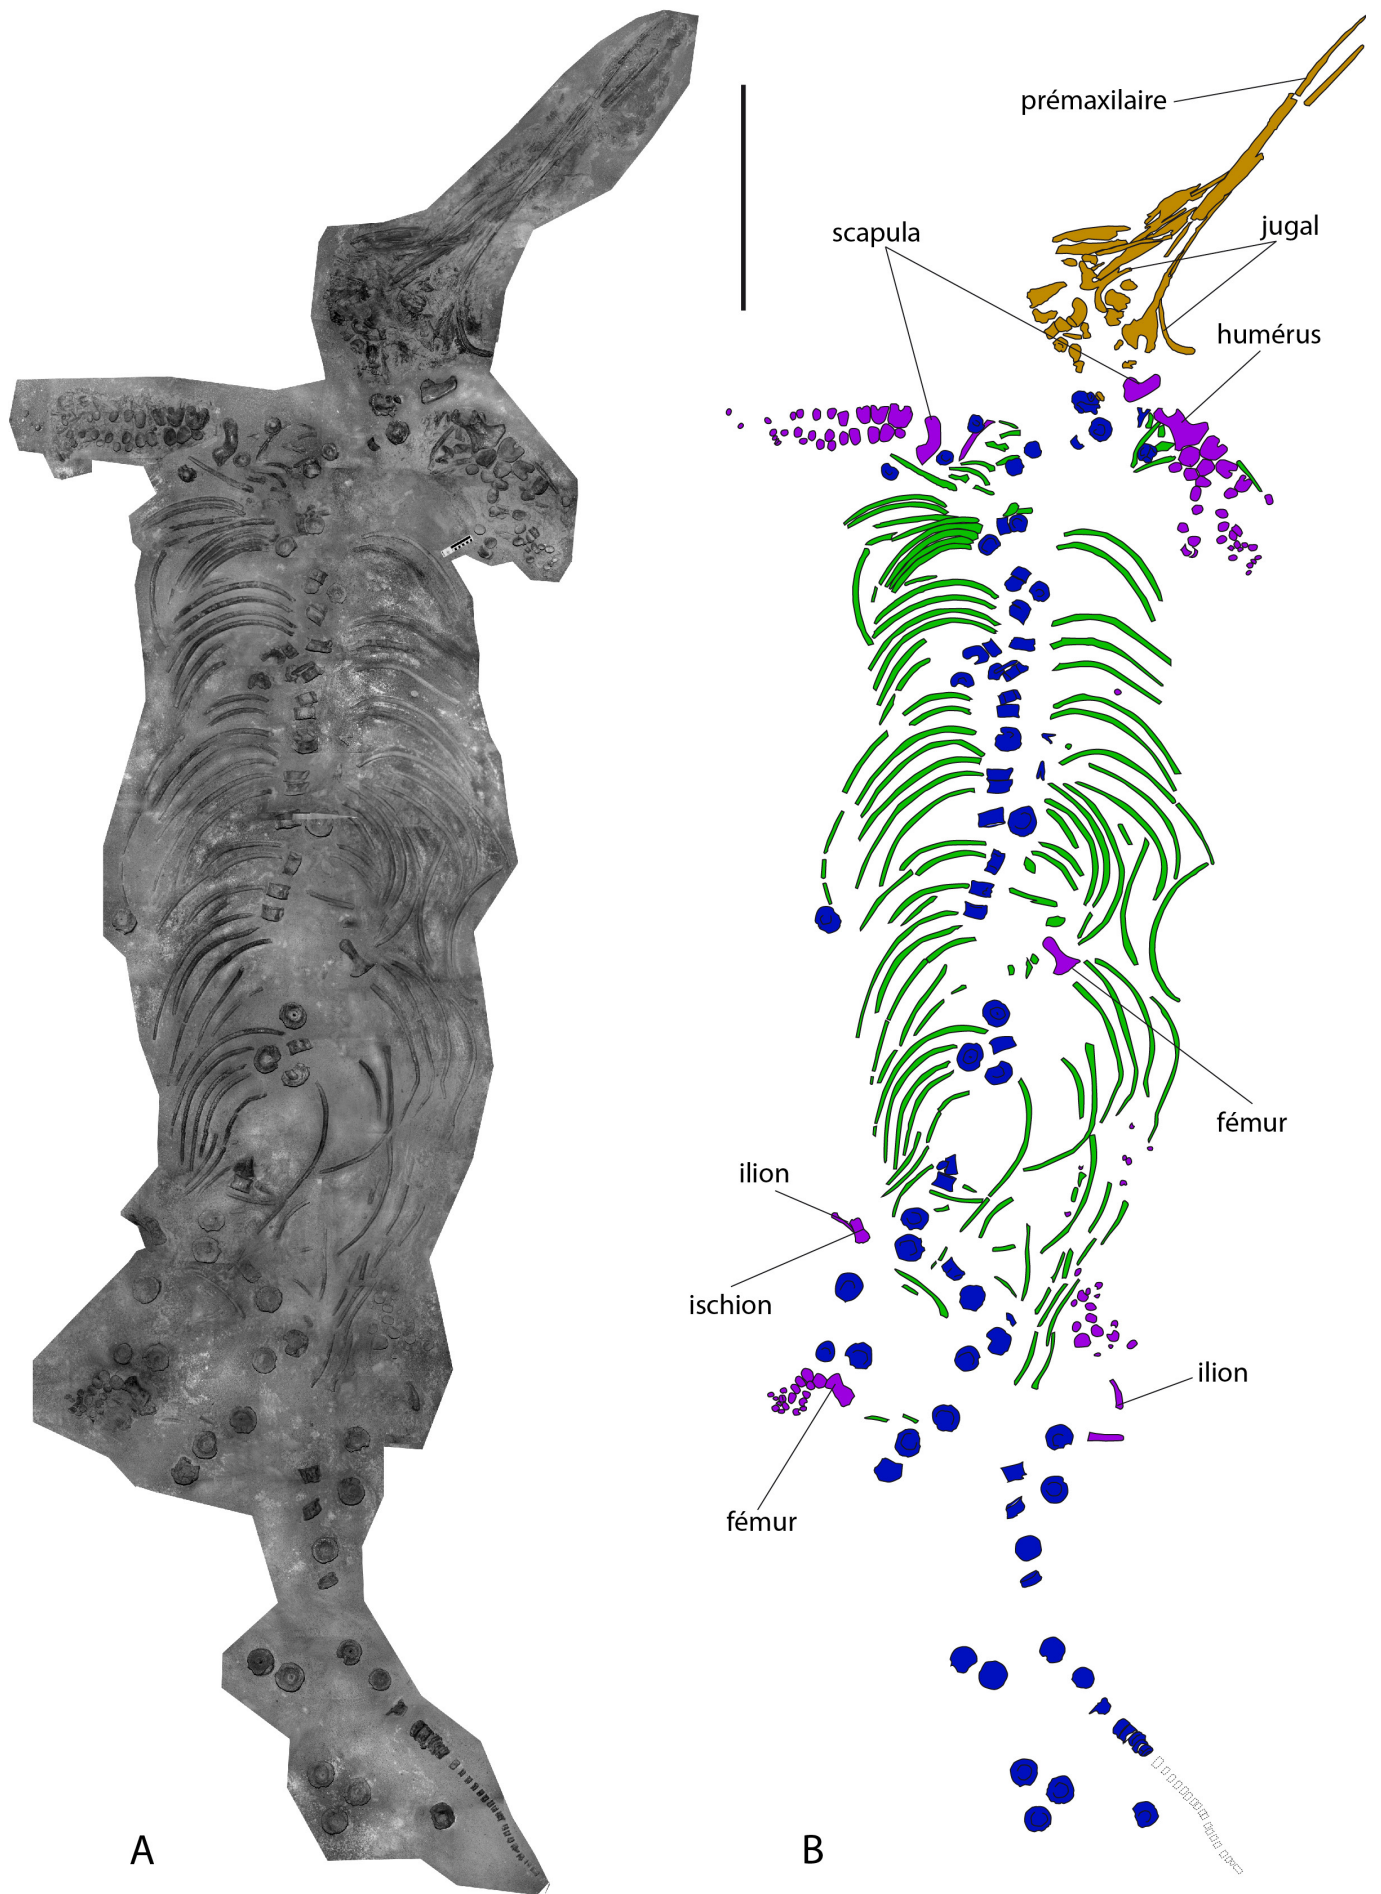 prémaxilaire
scapula
jugal
humérus
fémur
ilion
ischion
ilion
fémur
A
B